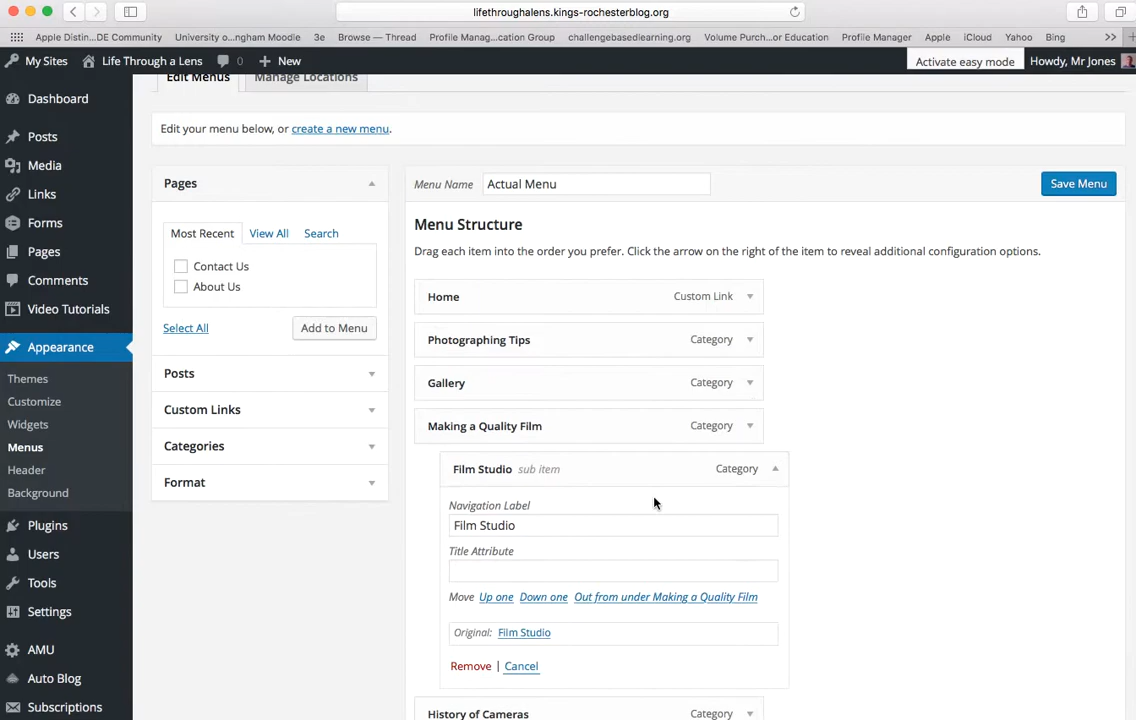 lifethroughalens.kings-rochesterblog.org
Apple Distin...DE Community University o...ngham Moodie 3e Browse — Thread Profile Manag...cation Group challengebasedlearning.org Volume Purch...or Education Profile Manager Apple iCloud Yahoo Bing
My Sites Life Through a Lens 0 New Activate easy mode Howdy, Mr Jones
Edit Menus Manage Locations
Dashboard
Posts
Media
Links
Forms
Pages
Comments
Video Tutorials
Appearance
Themes
Customize
Widgets
Menus
Header
Background
Plugins
Users
Tools
Settings
AMU
Auto Blog
Subscriptions
Edit your menu below, or create a new menu.
Pages
Most Recent View All Search
Contact Us
About Us
Select All Add to Menu
Posts
Custom Links
Categories
Format
Menu Name Actual Menu Save Menu
Menu Structure
Drag each item into the order you prefer. Click the arrow on the right of the item to reveal additional configuration options.
Home Custom Link
Photographing Tips Category
Gallery Category
Making a Quality Film Category
Film Studio sub item Category
Navigation Label
Film Studio
Title Attribute
Move Up one Down one Out from under Making a Quality Film
Original: Film Studio
Remove | Cancel
History of Cameras Category